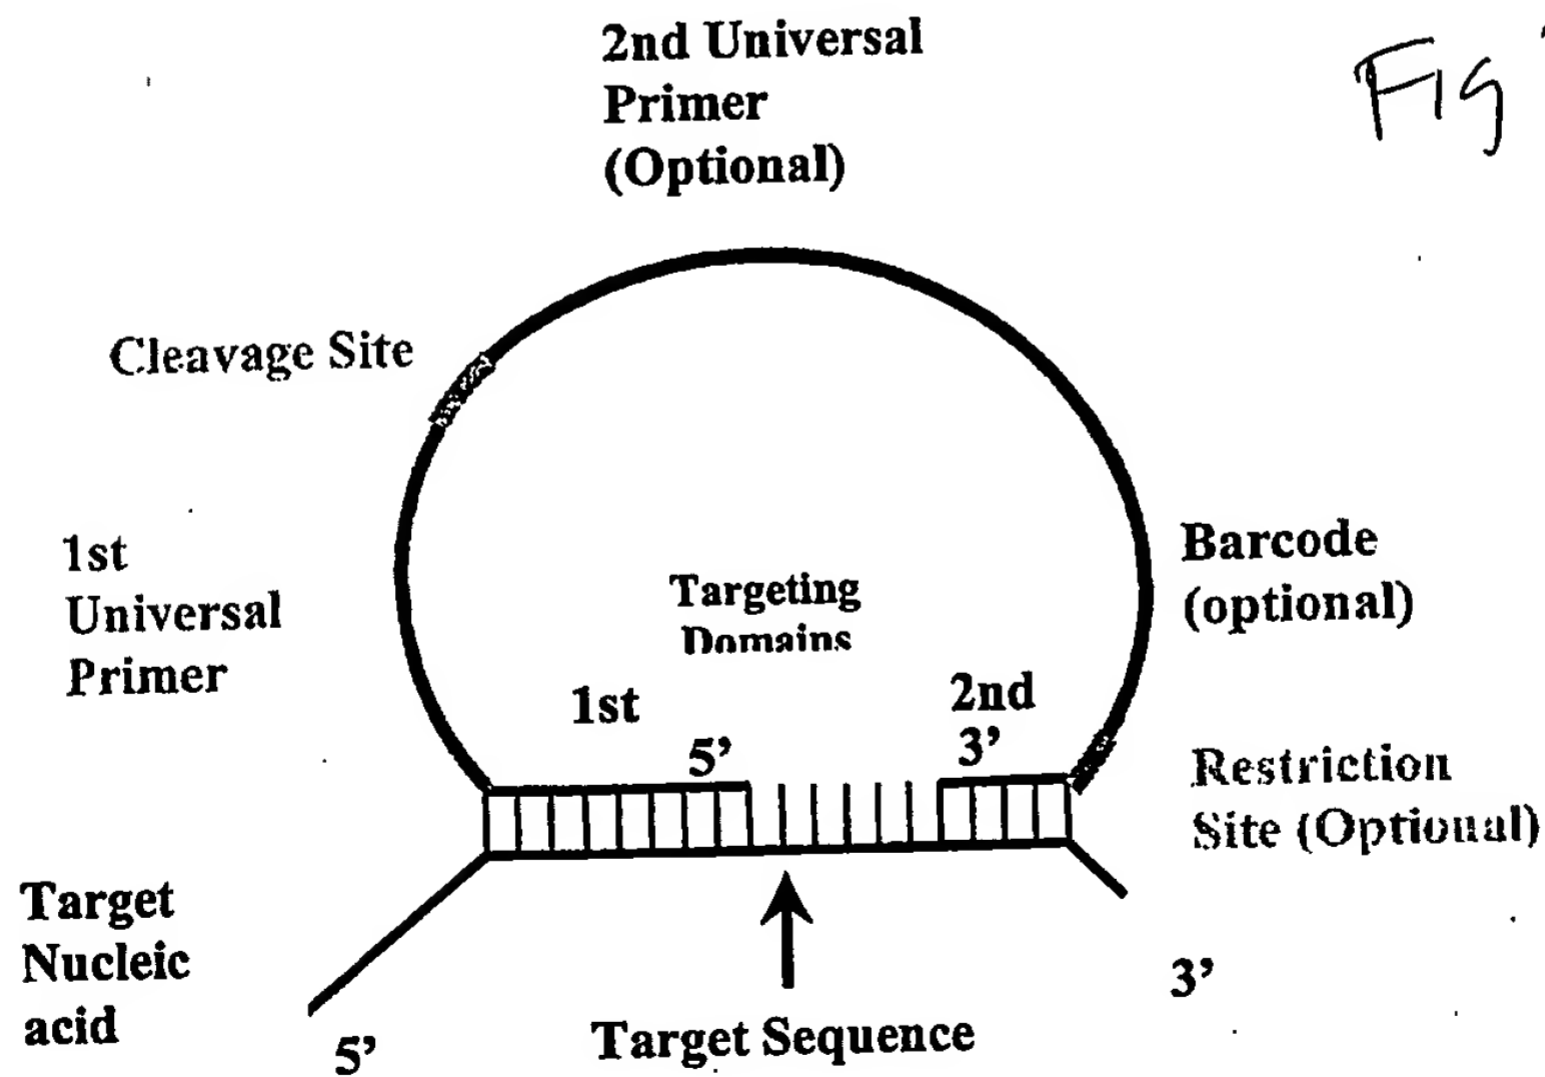 2nd Universal
Primer
(Optional)
Fig
Cleavage Site
1st
Universal
Primer
Targeting
Domains
Barcode
(optional)
1st
2nd
5’
3’
Restriction
Site (Optional)
Target
Nucleic
acid
5’
Target Sequence
3’